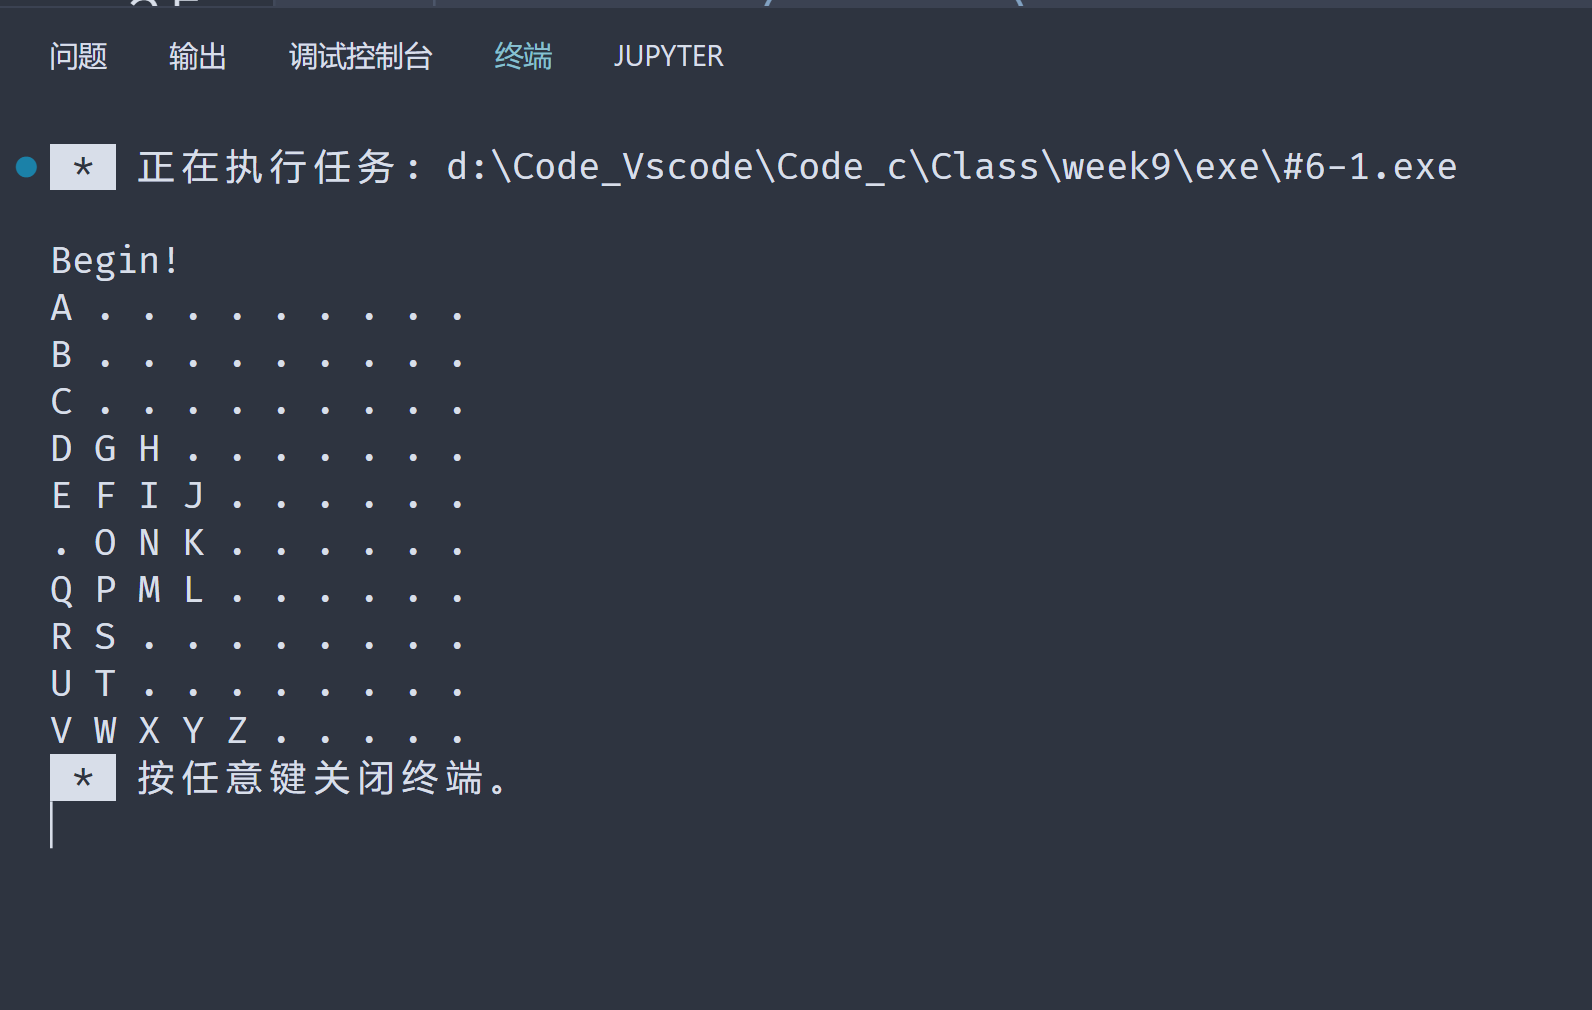 问题 输出 调试控制台 终端 JUPYTER
* 正在执行任务: d:\Code_Vscode\Code_c\Class\week9\exe\#6-1.exe
Begin!
A . . . . . . . . .
B . . . . . . . . .
C . . . . . . . . .
D G H . . . . . . .
E F I J . . . . . .
. O N K . . . . . .
Q P M L . . . . . .
R S . . . . . . . .
U T . . . . . . . .
V W X Y Z . . . . .
* 按任意键关闭终端。